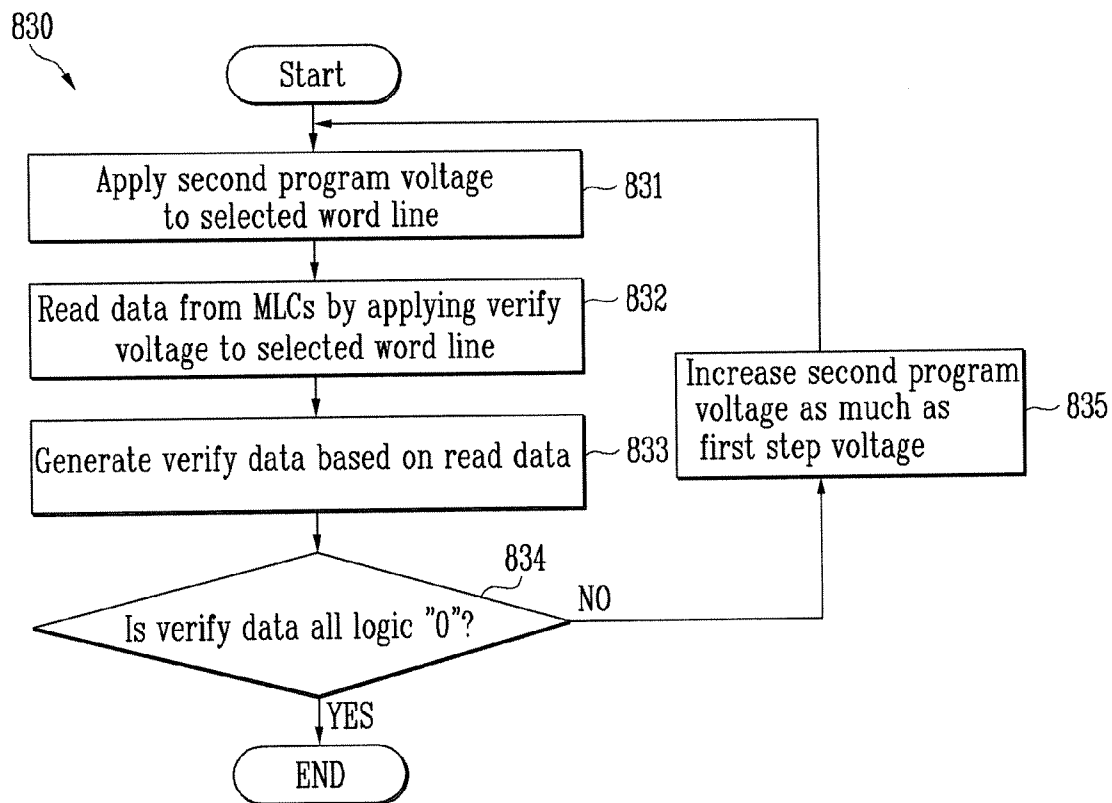 830
Start
Apply second program voltage
to selected word line
831
Read data from MLCs by applying verify
voltage to selected word line
832
Generate verify data based on read data
833
834
Is verify data all logic "0"?
NO
Increase second program
voltage as much as
first step voltage
835
YES
END